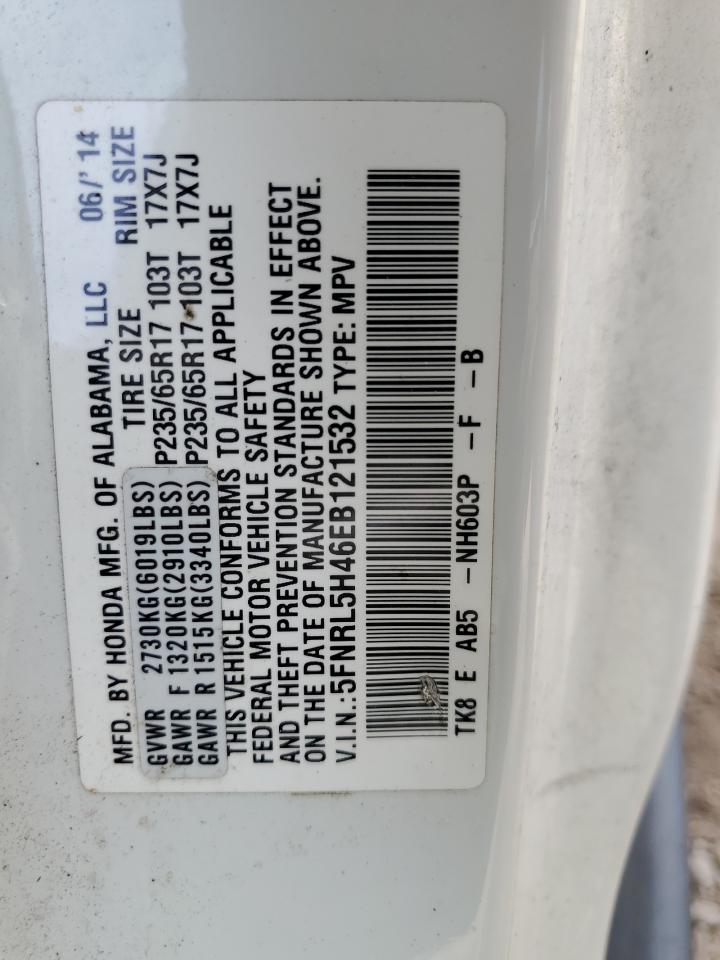 MFD. BY HONDA MFG. OF ALABAMA, LLC 06/'14
TIRE SIZE RIM SIZE
GVWR 2730KG(6019LBS)
GAWR F 1320KG(2910LBS) P235/65R17 103T 17X7J
GAWR R 1515KG(3340LBS) P235/65R17 103T 17X7J
THIS VEHICLE CONFORMS TO ALL APPLICABLE
FEDERAL MOTOR VEHICLE SAFETY
AND THEFT PREVENTION STANDARDS IN EFFECT
ON THE DATE OF MANUFACTURE SHOWN ABOVE.
V.I.N.:5FNRL5H46EB121532 TYPE: MPV
TK8 E AB5 -NH603P -F -B